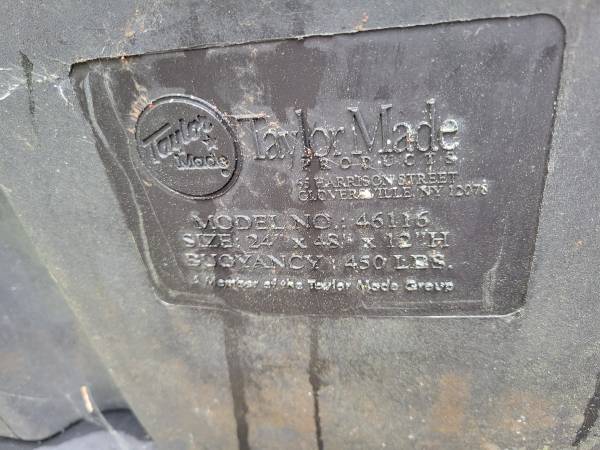 Taylor Made
Taylor Made
PRODUCTS
HARRISON STREET
GLOVERSVILLE, NY 12078
MODEL NO.: 46116
SIZE: 24" x 48" x 12"H
BUOYANCY : 450 LBS.
A Member of the Taylor Made Group